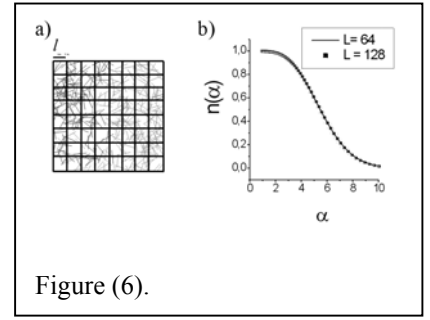 a)
l
b)
L= 64
L = 128
1,0
0,8
0,6
0,4
0,2
0,0
n(α)
0 2 4 6 8 10
α
Figure (6).